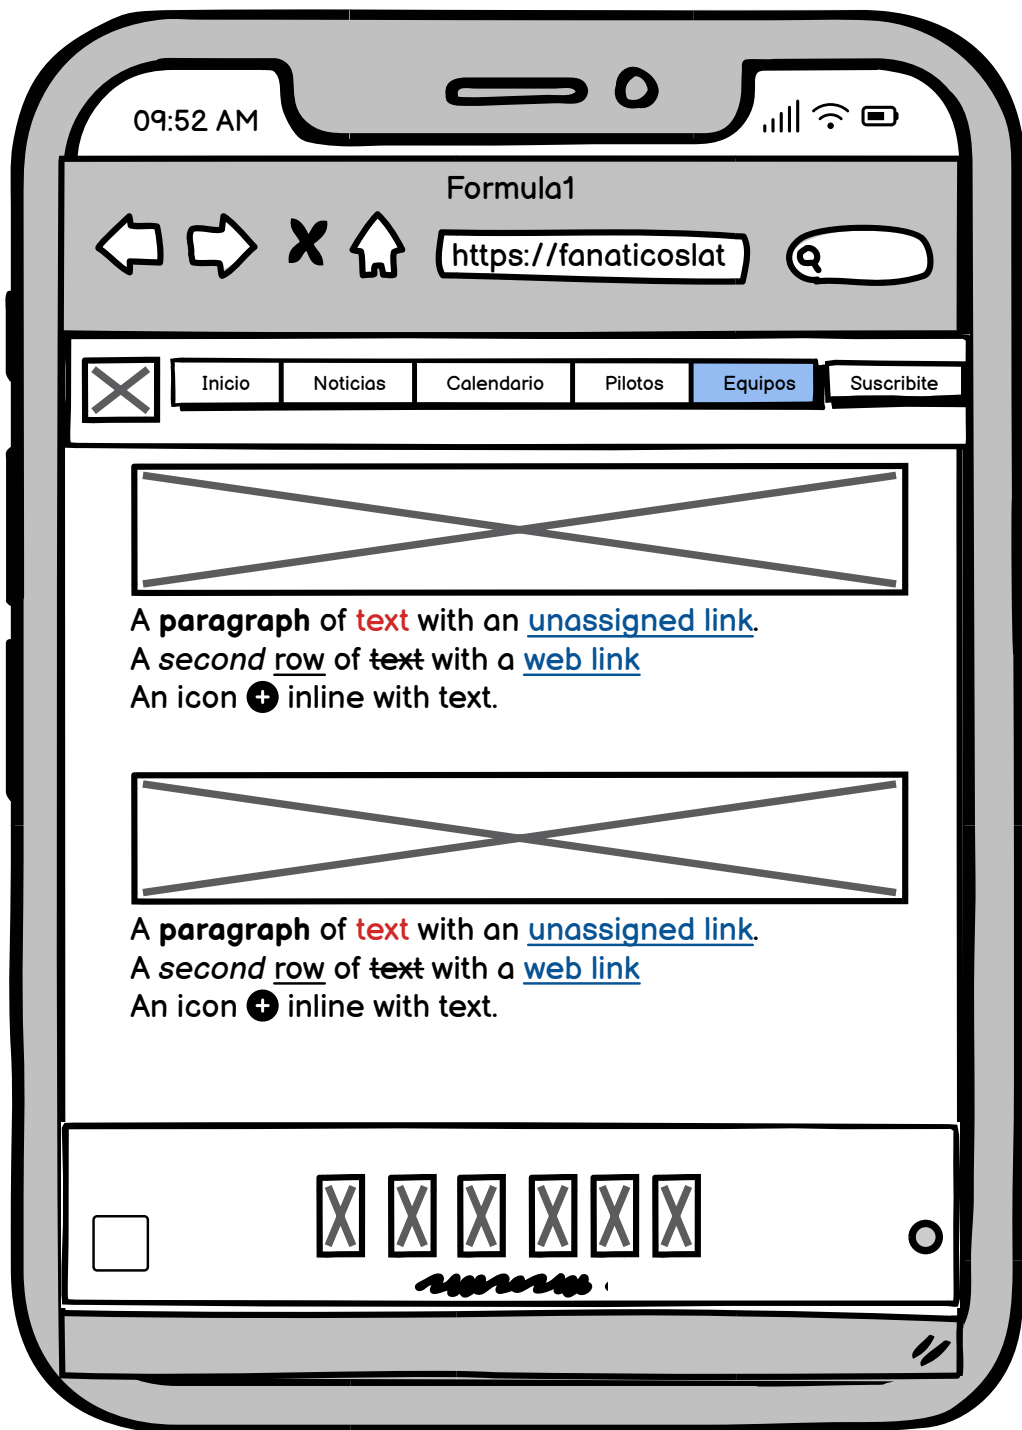 09:52 AM
Formula1
https://fanaticoslat
Inicio Noticias Calendario Pilotos Equipos Suscribite
A paragraph of text with an unassigned link.
A second row of text with a web link
An icon inline with text.
A paragraph of text with an unassigned link.
A second row of text with a web link
An icon inline with text.